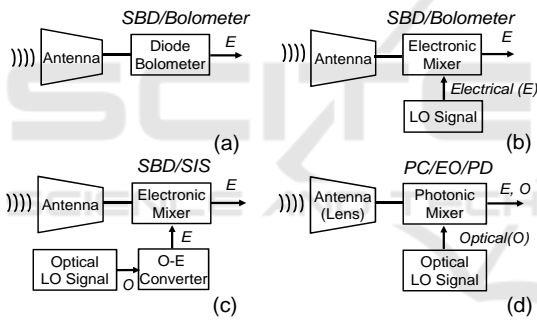 SBD/Bolometer
Antenna
Diode
Bolometer
E
(a)
SBD/Bolometer
Antenna
Electronic
Mixer
E
Electrical (E)
LO Signal
(b)
SBD/SIS
Antenna
Electronic
Mixer
E
E
Optical
LO Signal
O
O-E
Converter
(c)
PC/EO/PD
Antenna
(Lens)
Photonic
Mixer
E, O
Optical(O)
Optical
LO Signal
(d)